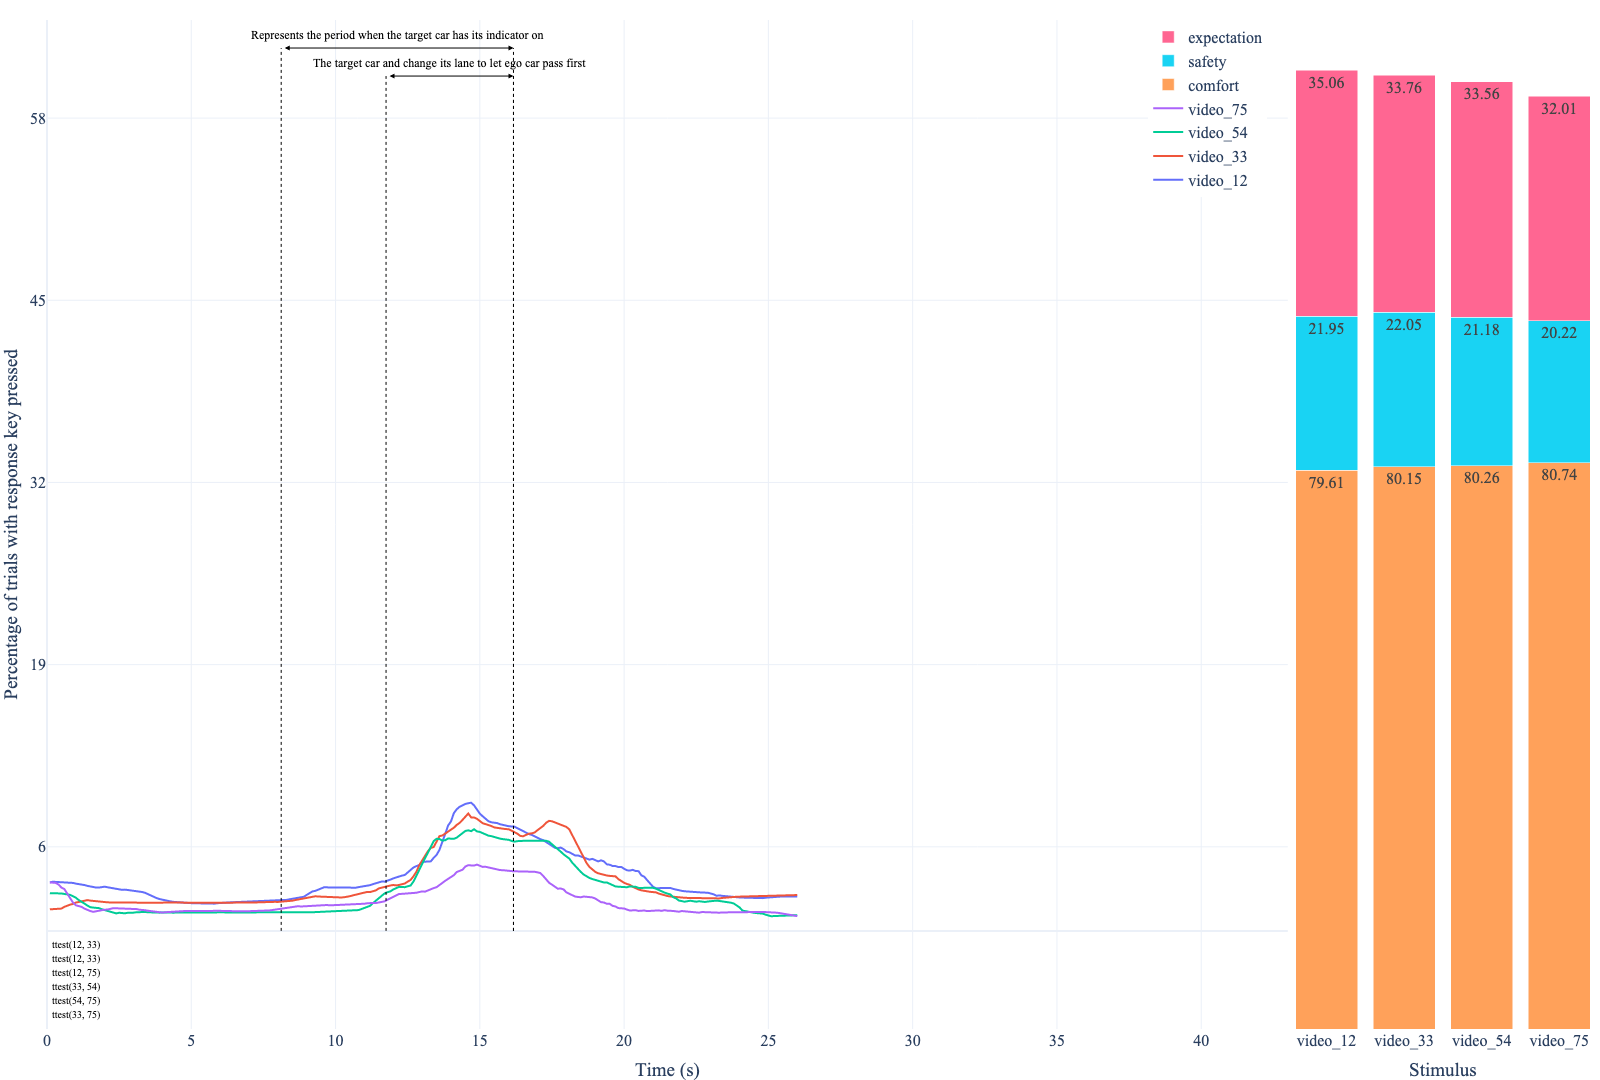 Represents the period when the target car has its indicator on
The target car and change its lane to let ego car pass first
expectation
safety
comfort
video_75
video_54
video_33
video_12
Percentage of trials with response key pressed
58
45
32
19
6
ttest(12, 33)
ttest(12, 33)
ttest(12, 75)
ttest(33, 54)
ttest(54, 75)
ttest(33, 75)
0 5 10 15 20 25 30 35 40
Time (s)
35.06 33.76 33.56 32.01
21.95 22.05 21.18 20.22
79.61 80.15 80.26 80.74
video_12 video_33 video_54 video_75
Stimulus